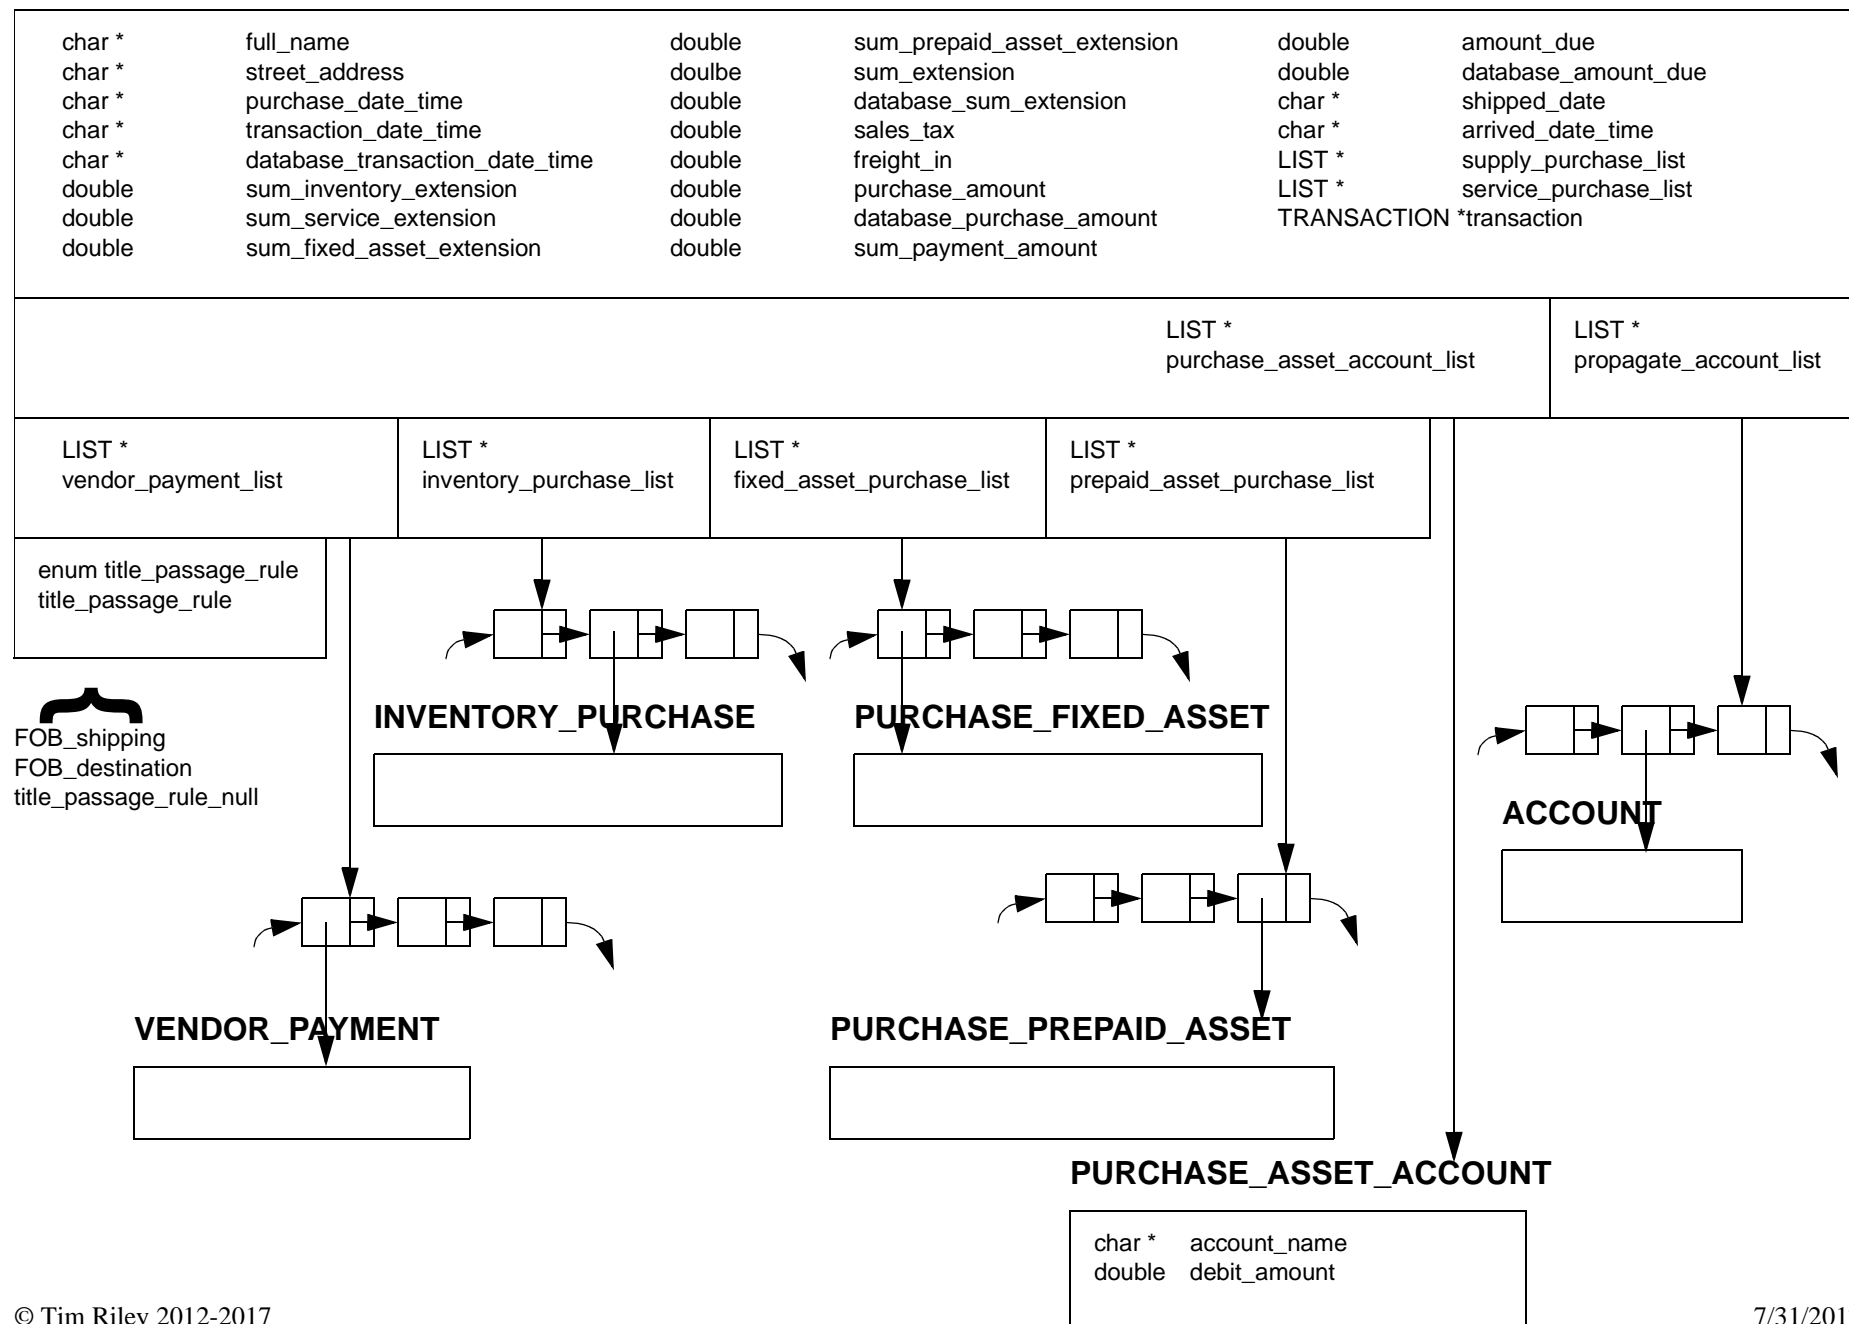 char * full_name double sum_prepaid_asset_extension double amount_due
char * street_address doulbe sum_extension double database_amount_due
char * purchase_date_time double database_sum_extension char * shipped_date
char * transaction_date_time double sales_tax char * arrived_date_time
char * database_transaction_date_time double freight_in LIST * supply_purchase_list
double sum_inventory_extension double purchase_amount LIST * service_purchase_list
double sum_service_extension double database_purchase_amount TRANSACTION *transaction
double sum_fixed_asset_extension double sum_payment_amount
LIST *
purchase_asset_account_list
LIST *
propagate_account_list
LIST *
vendor_payment_list
LIST *
inventory_purchase_list
LIST *
fixed_asset_purchase_list
LIST *
prepaid_asset_purchase_list
enum title_passage_rule
title_passage_rule
FOB_shipping
FOB_destination
title_passage_rule_null
INVENTORY_PURCHASE
PURCHASE_FIXED_ASSET
ACCOUNT
VENDOR_PAYMENT
PURCHASE_PREPAID_ASSET
PURCHASE_ASSET_ACCOUNT
char * account_name
double debit_amount
© Tim Riley 2012-2017
7/31/201